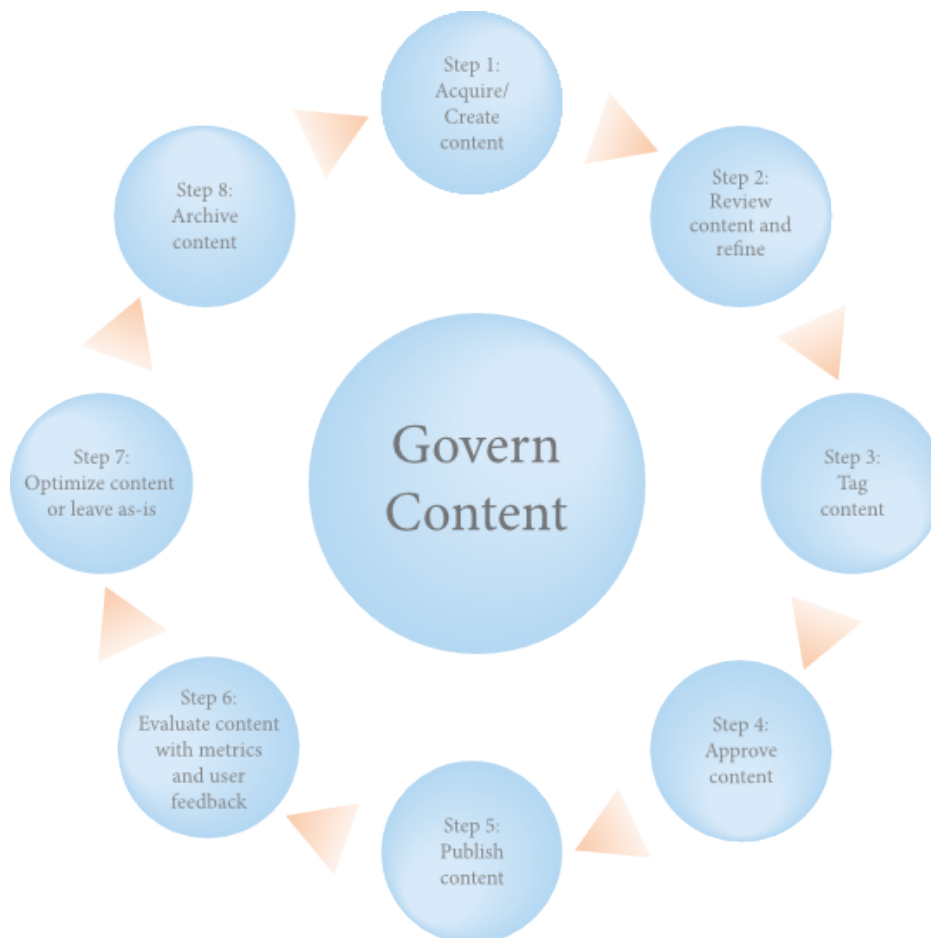 Step 1:
Acquire/
Create
content
Step 2:
Review
content and
refine
Step 3:
Tag
content
Step 4:
Approve
content
Step 5:
Publish
content
Step 6:
Evaluate content
with metrics
and user
feedback
Step 7:
Optimize content
or leave as-is
Step 8:
Archive
content
Govern
Content